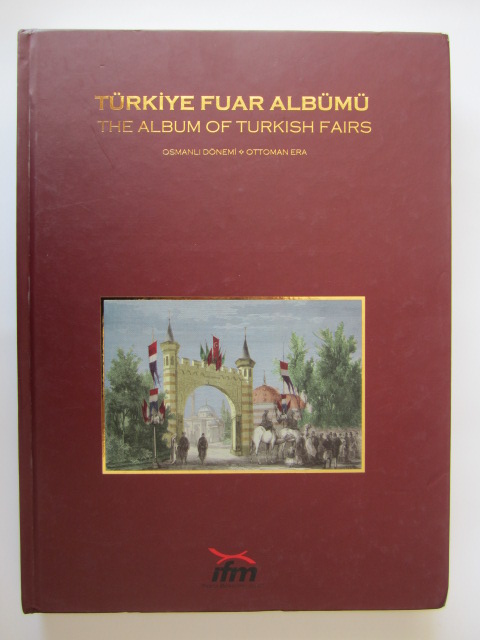 TÜRKİYE FUAR ALBÜMÜ
THE ALBUM OF TURKISH FAIRS
OSMANLI DÖNEMİ ❖ OTTOMAN ERA
ifm